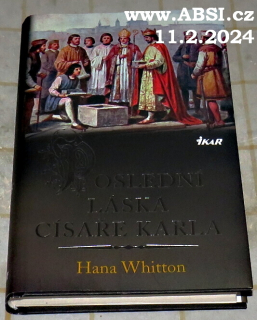 www.ABSI.cz
11.2.2024
IKAR
POSLEDNÍ
LÁSKA
CÍSAŘE KARLA
Hana Whitton